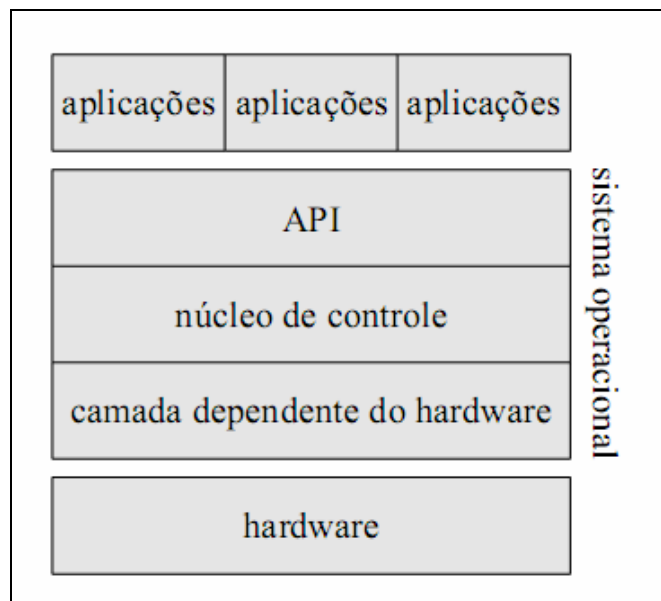 aplicações aplicações aplicações
API
núcleo de controle
camada dependente do hardware
sistema operacional
hardware